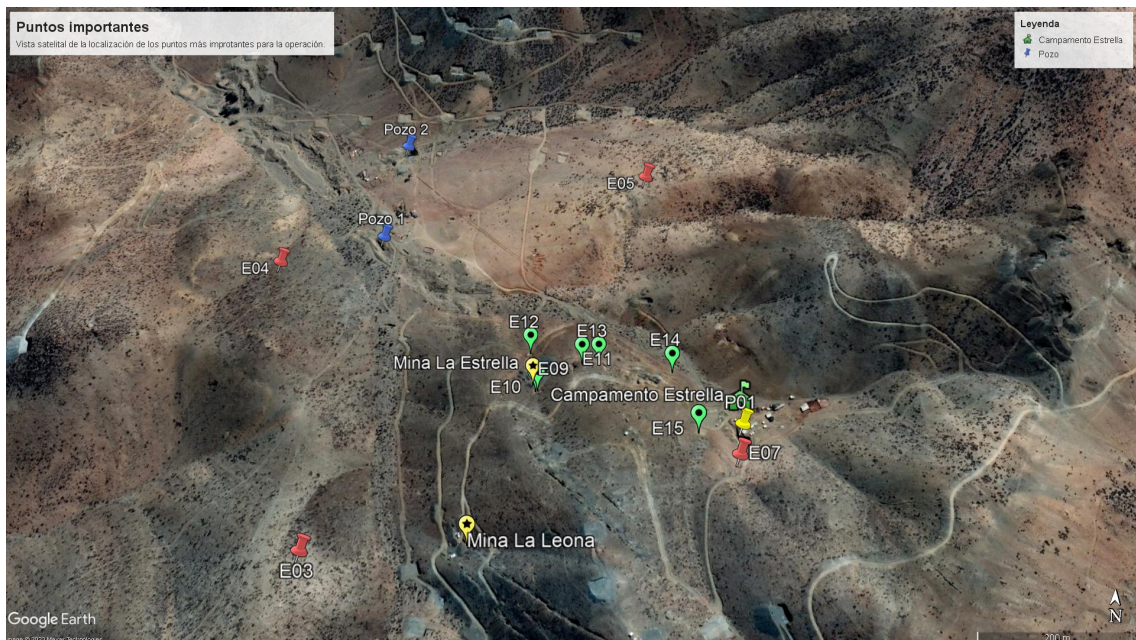 Puntos importantes
Vista satelital de la localización de los puntos más improtantes para la operación.
Leyenda
Campamento Estrella
Pozo
Pozo 2
E05
Pozo 1
E04
E12
E13
E14
E11
Mina La Estrella
E09
E10
Campamento Estrella
P01
E15
E07
Mina La Leona
E03
Google Earth
N
200 m